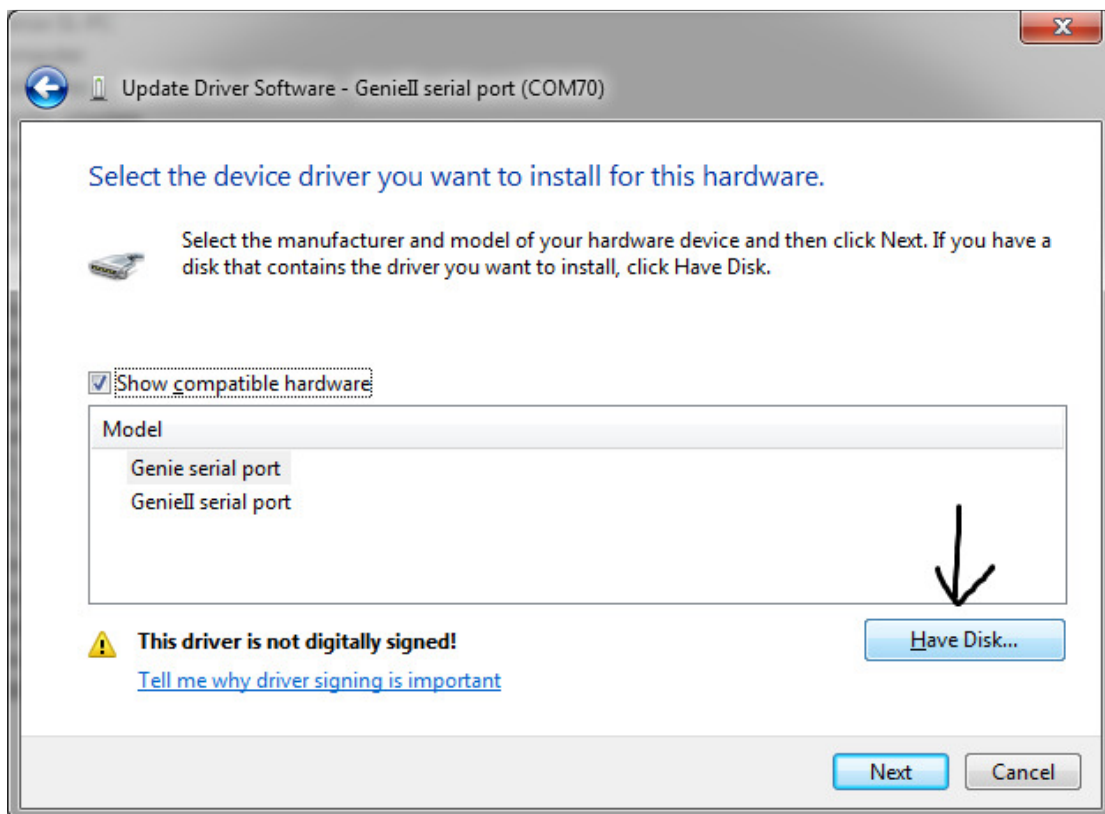 Update Driver Software - GenieII serial port (COM70)
Select the device driver you want to install for this hardware.
Select the manufacturer and model of your hardware device and then click Next. If you have a
disk that contains the driver you want to install, click Have Disk.
Show compatible hardware
Model
Genie serial port
GenieII serial port
This driver is not digitally signed!
Have Disk...
Tell me why driver signing is important
Next
Cancel